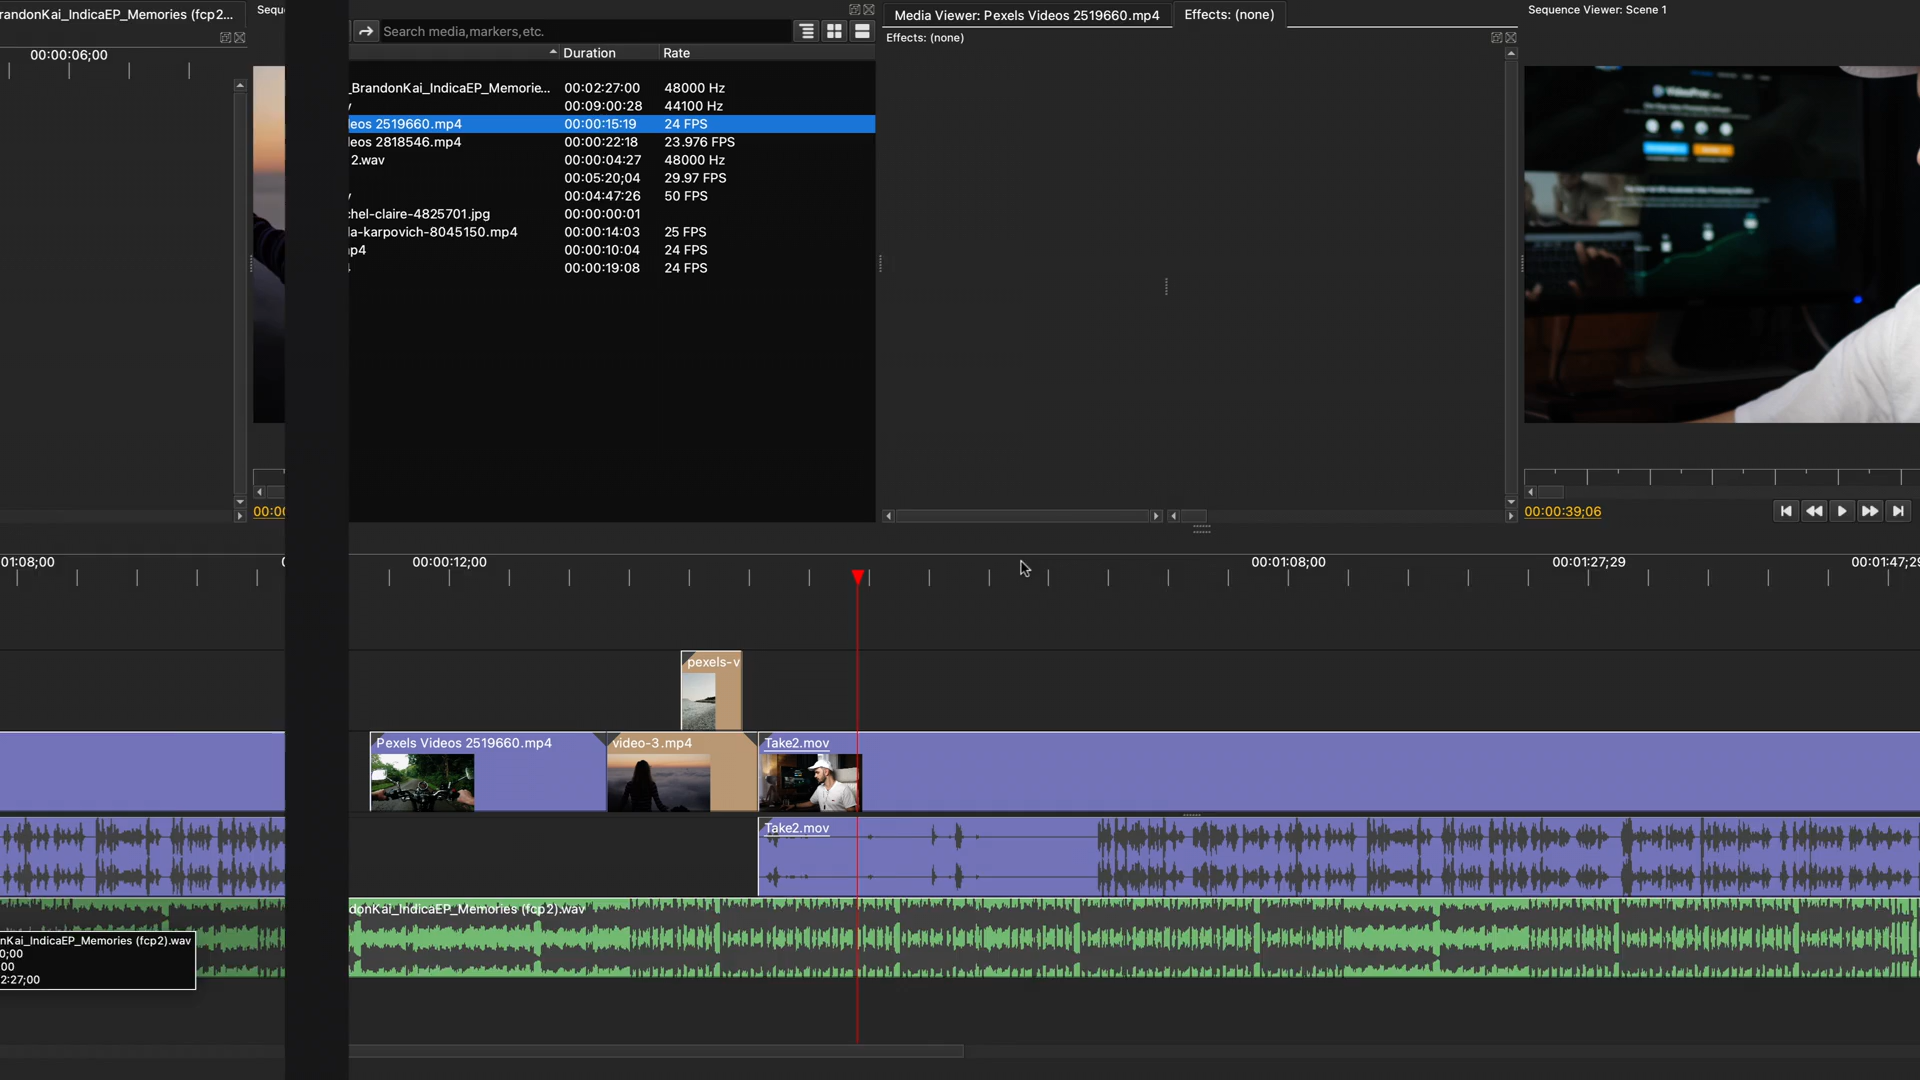 randonKai_IndicaEP_Memories (fcp2...
Sequ
00:00:06;00
01:08;00
nKai_IndicaEP_Memories (fcp2).wav
0;00
00
2:27;00
Search media,markers,etc.
Duration
Rate
_BrandonKai_IndicaEP_Memorie...
00:02:27:00
48000 Hz
00:09:00:28
44100 Hz
eos 2519660.mp4
00:00:15:19
24 FPS
eos 2818546.mp4
00:00:22:18
23.976 FPS
2.wav
00:00:04:27
48000 Hz
00:05:20;04
29.97 FPS
00:04:47:26
50 FPS
chel-claire-4825701.jpg
00:00:00:01
la-karpovich-8045150.mp4
00:00:14:03
25 FPS
p4
00:00:10:04
24 FPS
00:00:19:08
24 FPS
Media Viewer: Pexels Videos 2519660.mp4
Effects: (none)
Effects: (none)
Sequence Viewer: Scene 1
VideoProc
00:00
00:00:39;06
00:00:12;00
00:01:08;00
00:01:27;29
00:01:47;29
pexels-v
Pexels Videos 2519660.mp4
video-3.mp4
Take2.mov
Take2.mov
donKai_IndicaEP_Memories (fcp2).wav